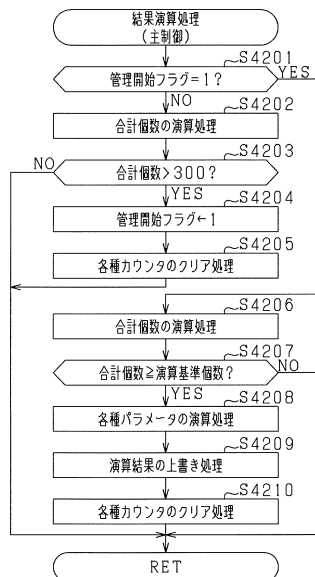 結果演算処理
(主制御)
S4201
管理開始フラグ=1?
YES
NO
S4202
合計個数の演算処理
S4203
NO
合計個数>300?
YES
S4204
管理開始フラグ←1
S4205
各種カウンタのクリア処理
S4206
合計個数の演算処理
S4207
合計個数≧演算基準個数?
NO
YES
S4208
各種パラメータの演算処理
S4209
演算結果の上書き処理
S4210
各種カウンタのクリア処理
RET